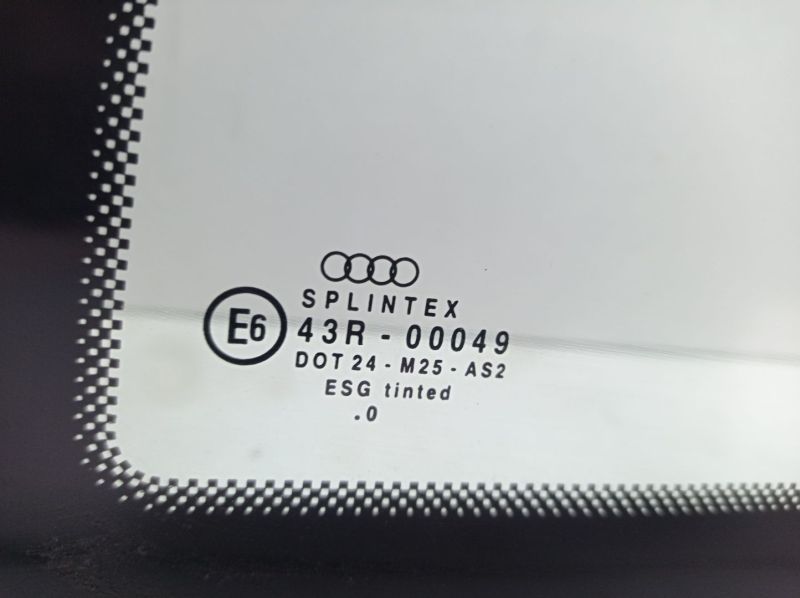 SPLINTEX
E6
43R - 00049
DOT 24 - M25 - AS2
ESG tinted
.0